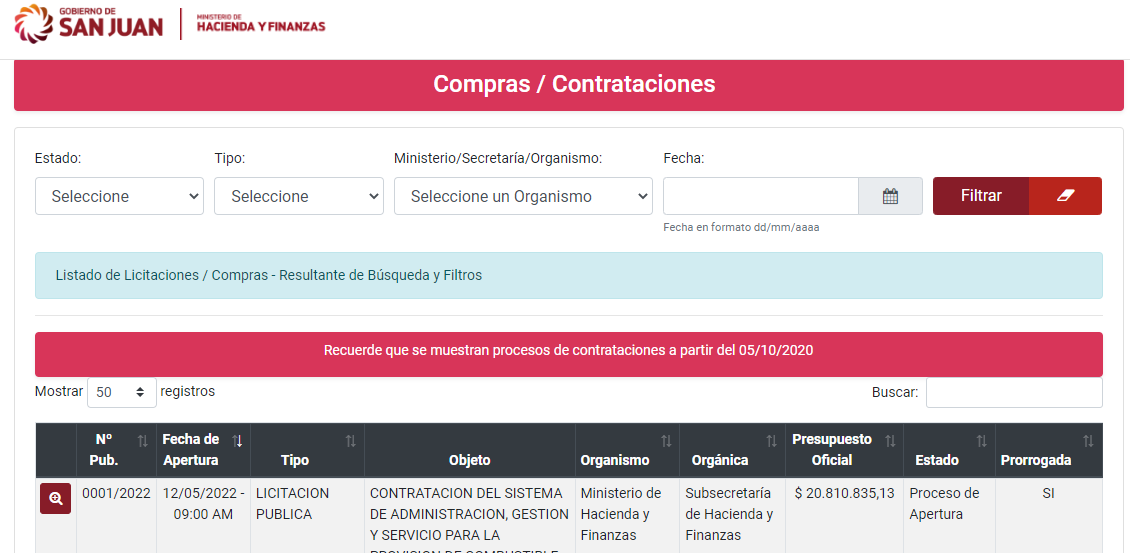 GOBIERNO DE
SAN JUAN
MINISTERIO DE
HACIENDA Y FINANZAS
Compras / Contrataciones
Estado:
Tipo:
Ministerio/Secretaría/Organismo:
Fecha:
Seleccione
Seleccione
Seleccione un Organismo
Filtrar
Fecha en formato dd/mm/aaaa
Listado de Licitaciones / Compras - Resultante de Búsqueda y Filtros
Recuerde que se muestran procesos de contrataciones a partir del 05/10/2020
Mostrar 50 registros
Buscar:
Nº
Pub.
Fecha de
Apertura
Tipo
Objeto
Organismo
Orgánica
Presupuesto
Oficial
Estado
Prorrogada
0001/2022
12/05/2022 -
09:00 AM
LICITACION
PUBLICA
CONTRATACION DEL SISTEMA
DE ADMINISTRACION, GESTION
Y SERVICIO PARA LA
PROVISION DE COMBUSTIBLE
Ministerio de
Hacienda y
Finanzas
Subsecretaría
de Hacienda y
Finanzas
$ 20.810.835,13
Proceso de
Apertura
SI